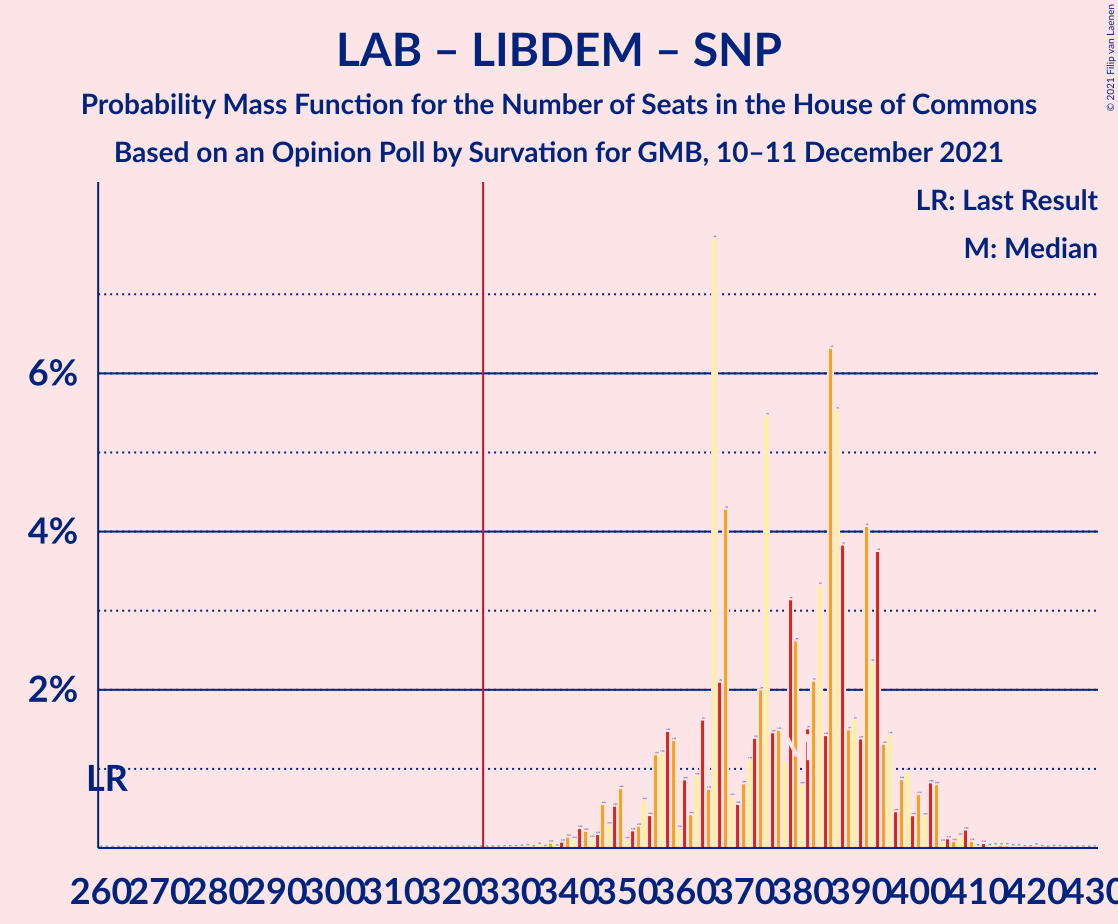 LAB – LIBDEM – SNP
Probability Mass Function for the Number of Seats in the House of Commons
Based on an Opinion Poll by Survation for GMB, 10–11 December 2021
© 2021 Filip van Laenen
LR: Last Result
M: Median
6%
4%
2%
LR
M
260 270 280 290 300 310 320 330 340 350 360 370 380 390 400 410 420 430